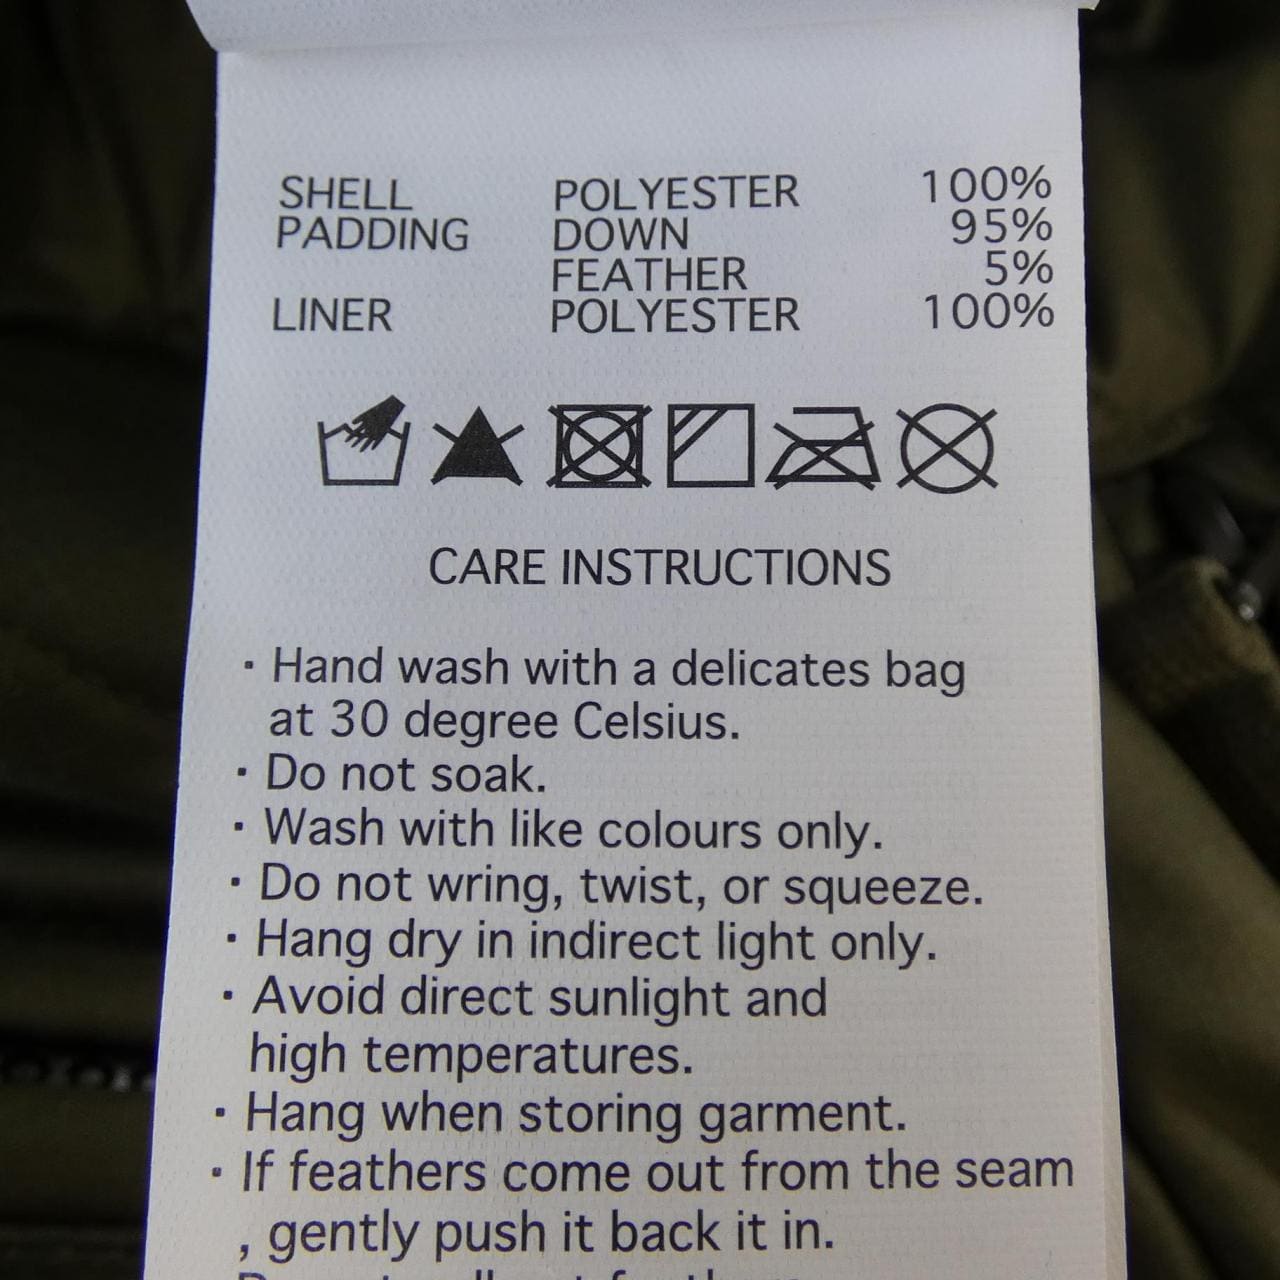 SHELL POLYESTER 100%
PADDING DOWN 95%
FEATHER 5%
LINER POLYESTER 100%
CARE INSTRUCTIONS
· Hand wash with a delicates bag
at 30 degree Celsius.
· Do not soak.
· Wash with like colours only.
· Do not wring, twist, or squeeze.
· Hang dry in indirect light only.
· Avoid direct sunlight and
high temperatures.
· Hang when storing garment.
· If feathers come out from the seam
, gently push it back it in.